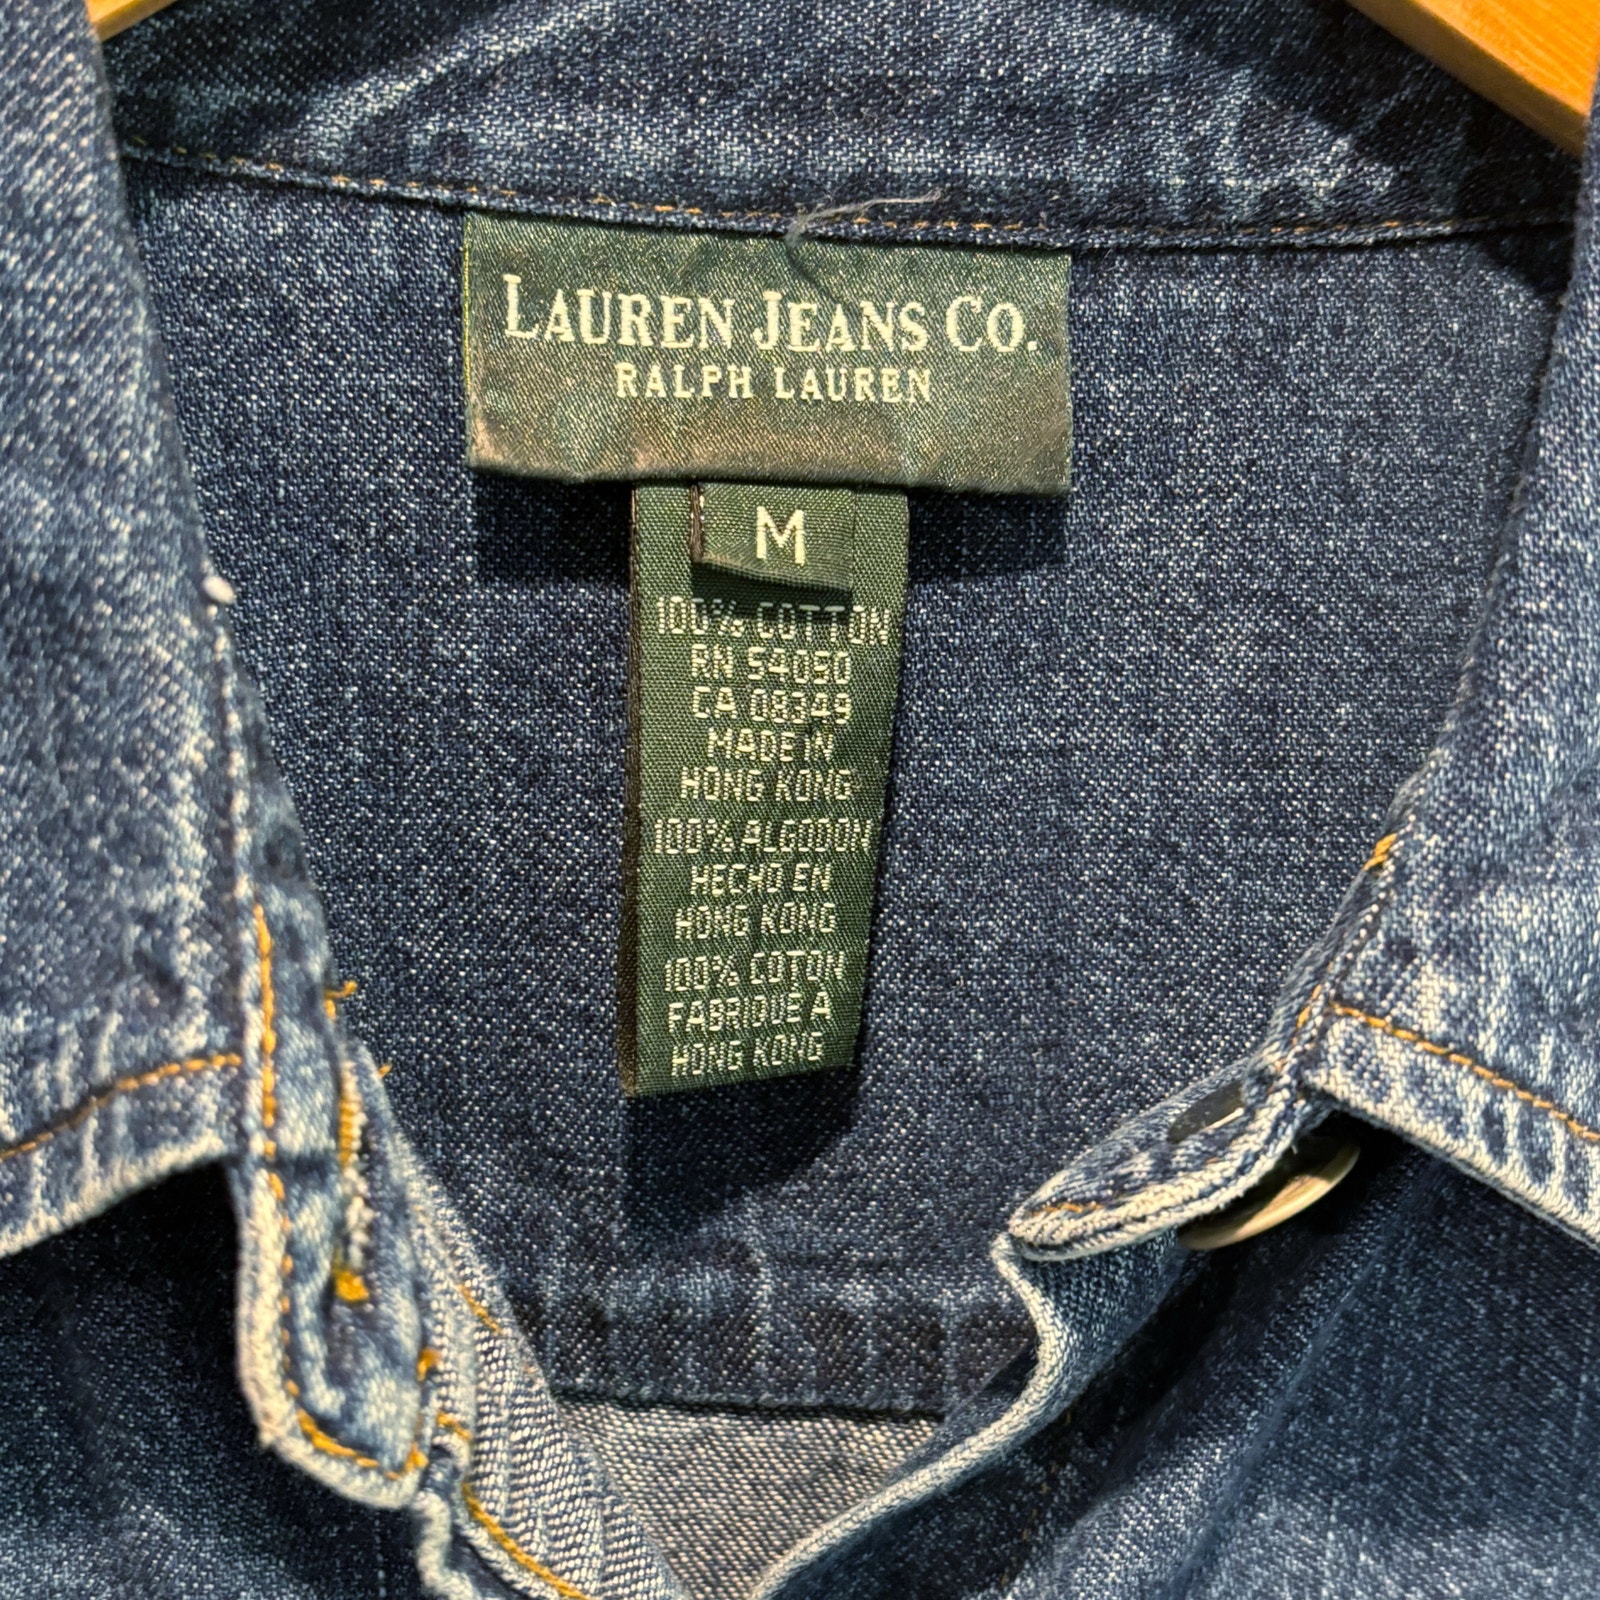 LAUREN JEANS CO.
RALPH LAUREN
M
100% COTTON
RN 54050
CA 08349
MADE IN
HONG KONG
100% ALGODON
HECHO EN
HONG KONG
100% COTON
FABRIQUE A
HONG KONG